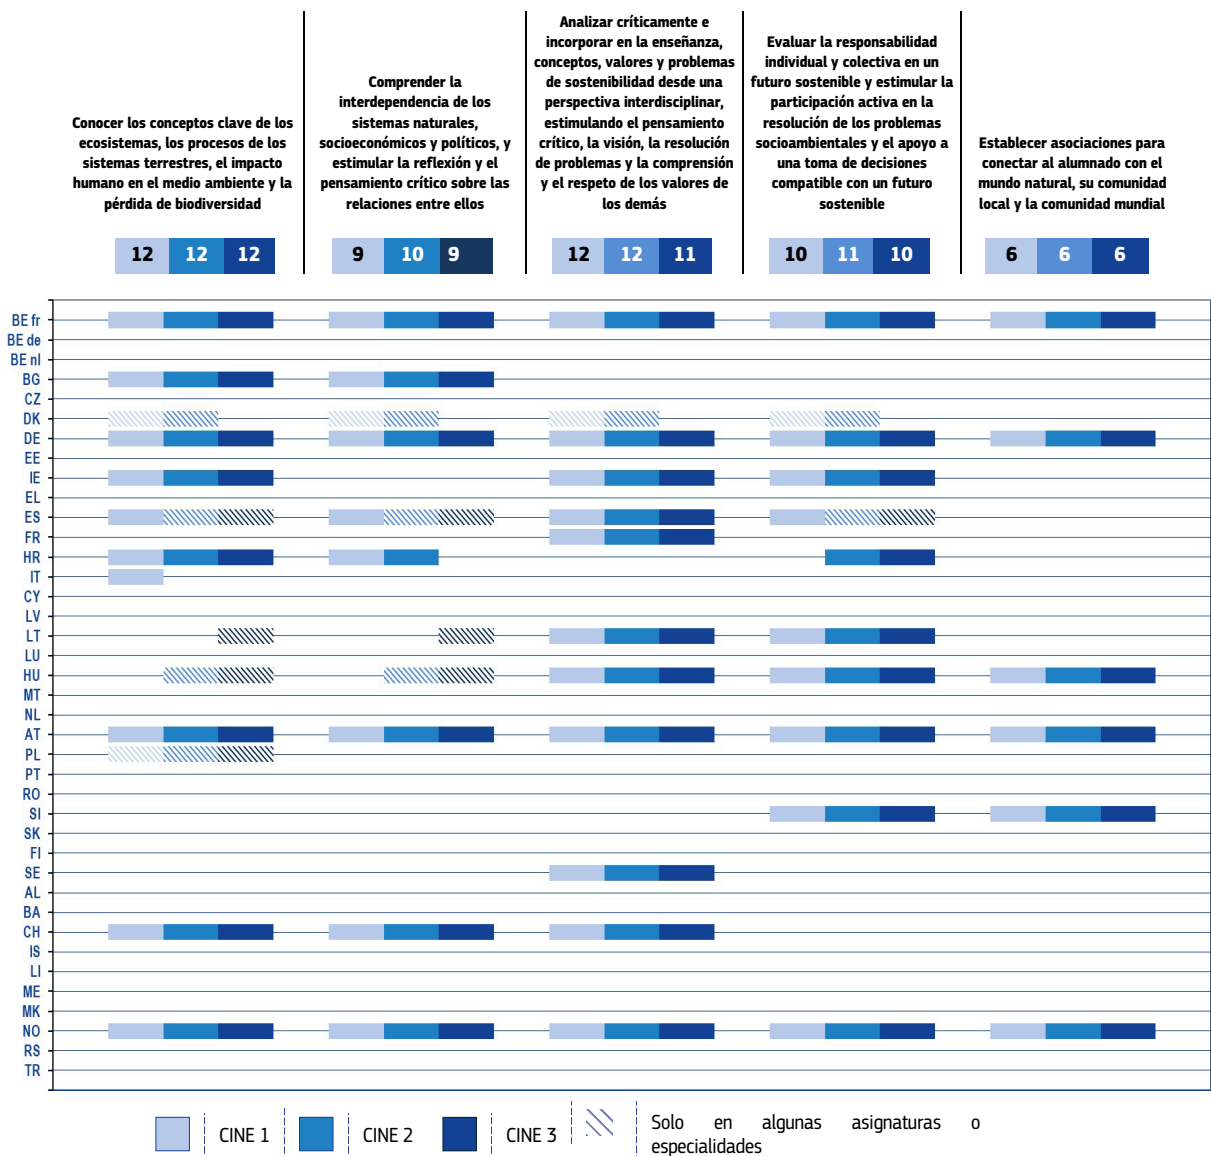 Conocer los conceptos clave de los
ecosistemas, los procesos de los
sistemas terrestres, el impacto
humano en el medio ambiente y la
pérdida de biodiversidad
Comprender la
interdependencia de los
sistemas naturales,
socioeconómicos y políticos, y
estimular la reflexión y el
pensamiento crítico sobre las
relaciones entre ellos
Analizar críticamente e
incorporar en la enseñanza,
conceptos, valores y problemas
de sostenibilidad desde una
perspectiva interdisciplinar,
estimulando el pensamiento
crítico, la visión, la resolución
de problemas y la comprensión
y el respeto de los valores de
los demás
Evaluar la responsabilidad
individual y colectiva en un
futuro sostenible y estimular la
participación activa en la
resolución de los problemas
socioambientales y el apoyo a
una toma de decisiones
compatible con un futuro
sostenible
Establecer asociaciones para
conectar al alumnado con el
mundo natural, su comunidad
local y la comunidad mundial
12 12 12 9 10 9 12 12 11 10 11 10 6 6 6
BE fr
BE de
BE nl
BG
CZ
DK
DE
EE
IE
EL
ES
FR
HR
IT
CY
LV
LT
LU
HU
MT
NL
AT
PL
PT
RO
SI
SK
FI
SE
AL
BA
CH
IS
LI
ME
MK
NO
RS
TR
CINE 1 CINE 2 CINE 3 Solo en algunas asignaturas o
especialidades